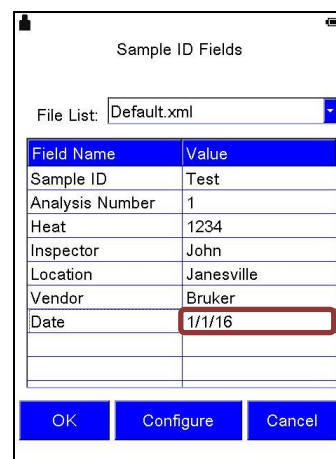 Sample ID Fields
File List: Default.xml
Field Name Value
Sample ID Test
Analysis Number 1
Heat 1234
Inspector John
Location Janesville
Vendor Bruker
Date 1/1/16
OK Configure Cancel